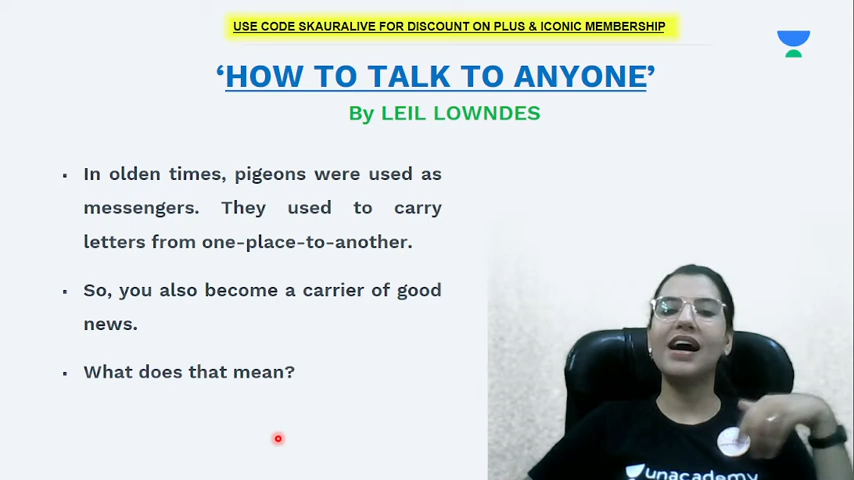 USE CODE SKAURALIVE FOR DISCOUNT ON PLUS & ICONIC MEMBERSHIP
‘HOW TO TALK TO ANYONE’
By LEIL LOWNDES
▪ In olden times, pigeons were used as
messengers. They used to carry
letters from one-place-to-another.
▪ So, you also become a carrier of good
news.
▪ What does that mean?
unacademy